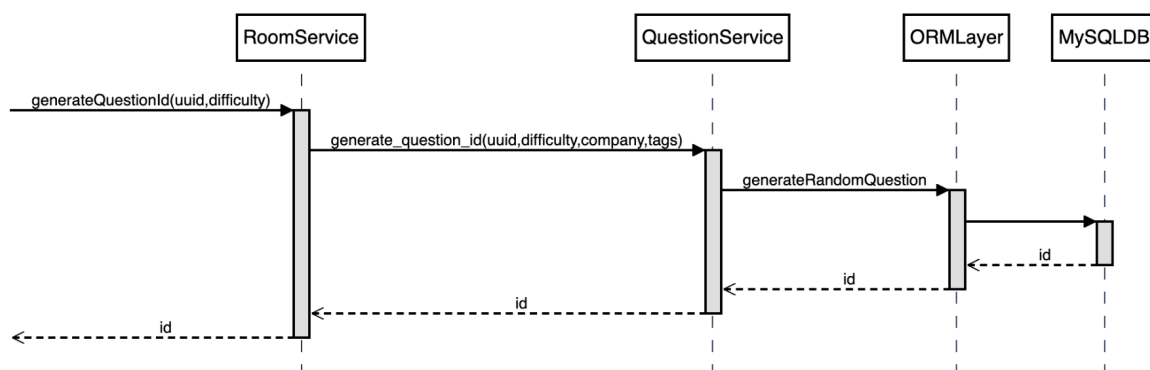 RoomService
QuestionService
ORMLayer
MySQLDB
generateQuestionId(uuid,difficulty)
generate_question_id(uuid,difficulty,company,tags)
generateRandomQuestion
id
id
id
id